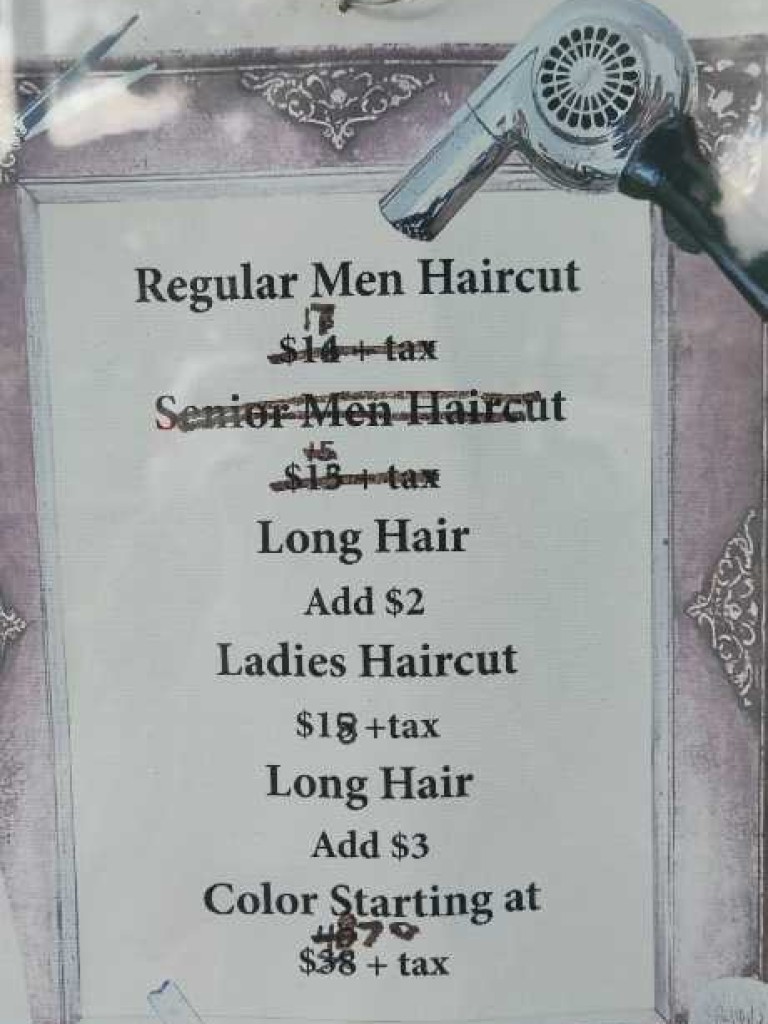 Regular Men Haircut
17
$14 + tax
Senior Men Haircut
15
$13 + tax
Long Hair
Add $2
Ladies Haircut
$18 +tax
Long Hair
Add $3
Color Starting at
$38 + tax